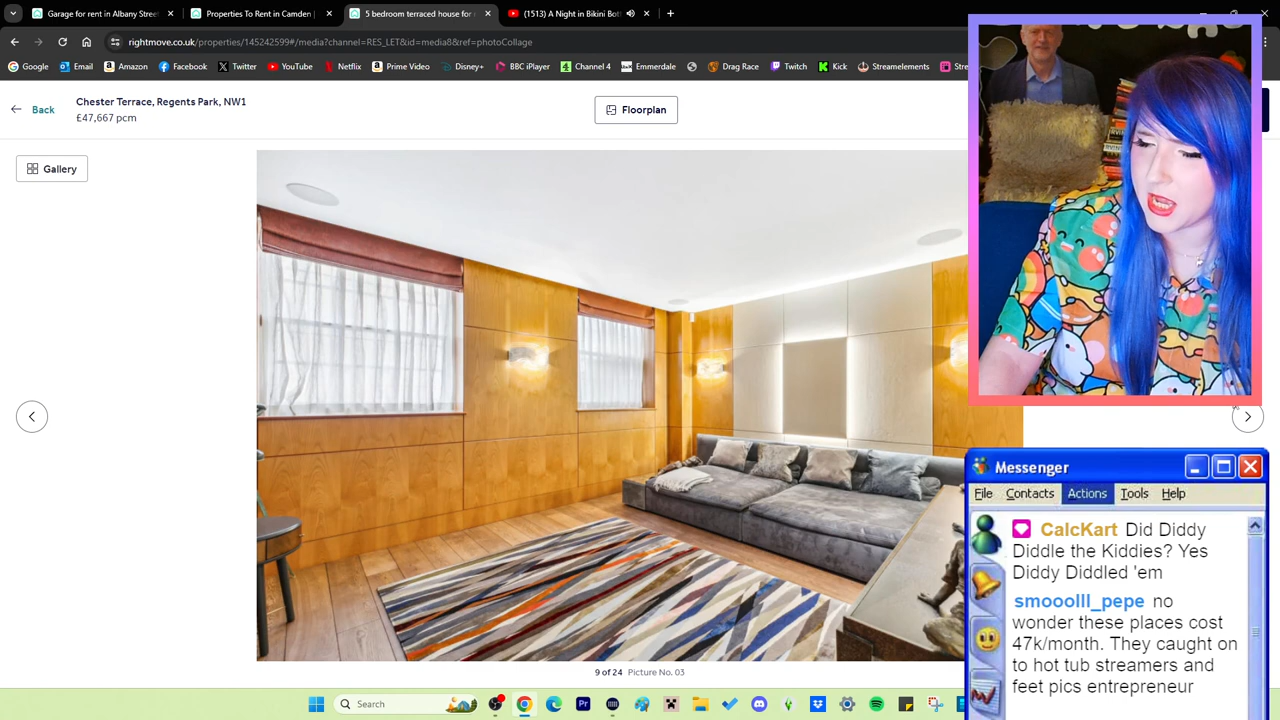 Garage for rent in Albany Street
Properties To Rent in Camden
5 bedroom terraced house for
(1513) A Night in Bikini Bot
rightmove.co.uk/properties/145242599#/media?channel=RES_LET&id=media8&ref=photoCollage
Google Email Amazon Facebook Twitter YouTube Netflix Prime Video Disney+ BBC iPlayer Channel 4 Emmerdale Drag Race Twitch Kick Streamelements Stre
Back
Chester Terrace, Regents Park, NW1
£47,667 pcm
Floorplan
Gallery
9 of 24 Picture No. 03
Messenger
File Contacts Actions Tools Help
CalcKart Did Diddy
Diddle the Kiddies? Yes
Diddy Diddled 'em
smooolll_pepe no
wonder these places cost
47k/month. They caught on
to hot tub streamers and
feet pics entrepreneur
Search